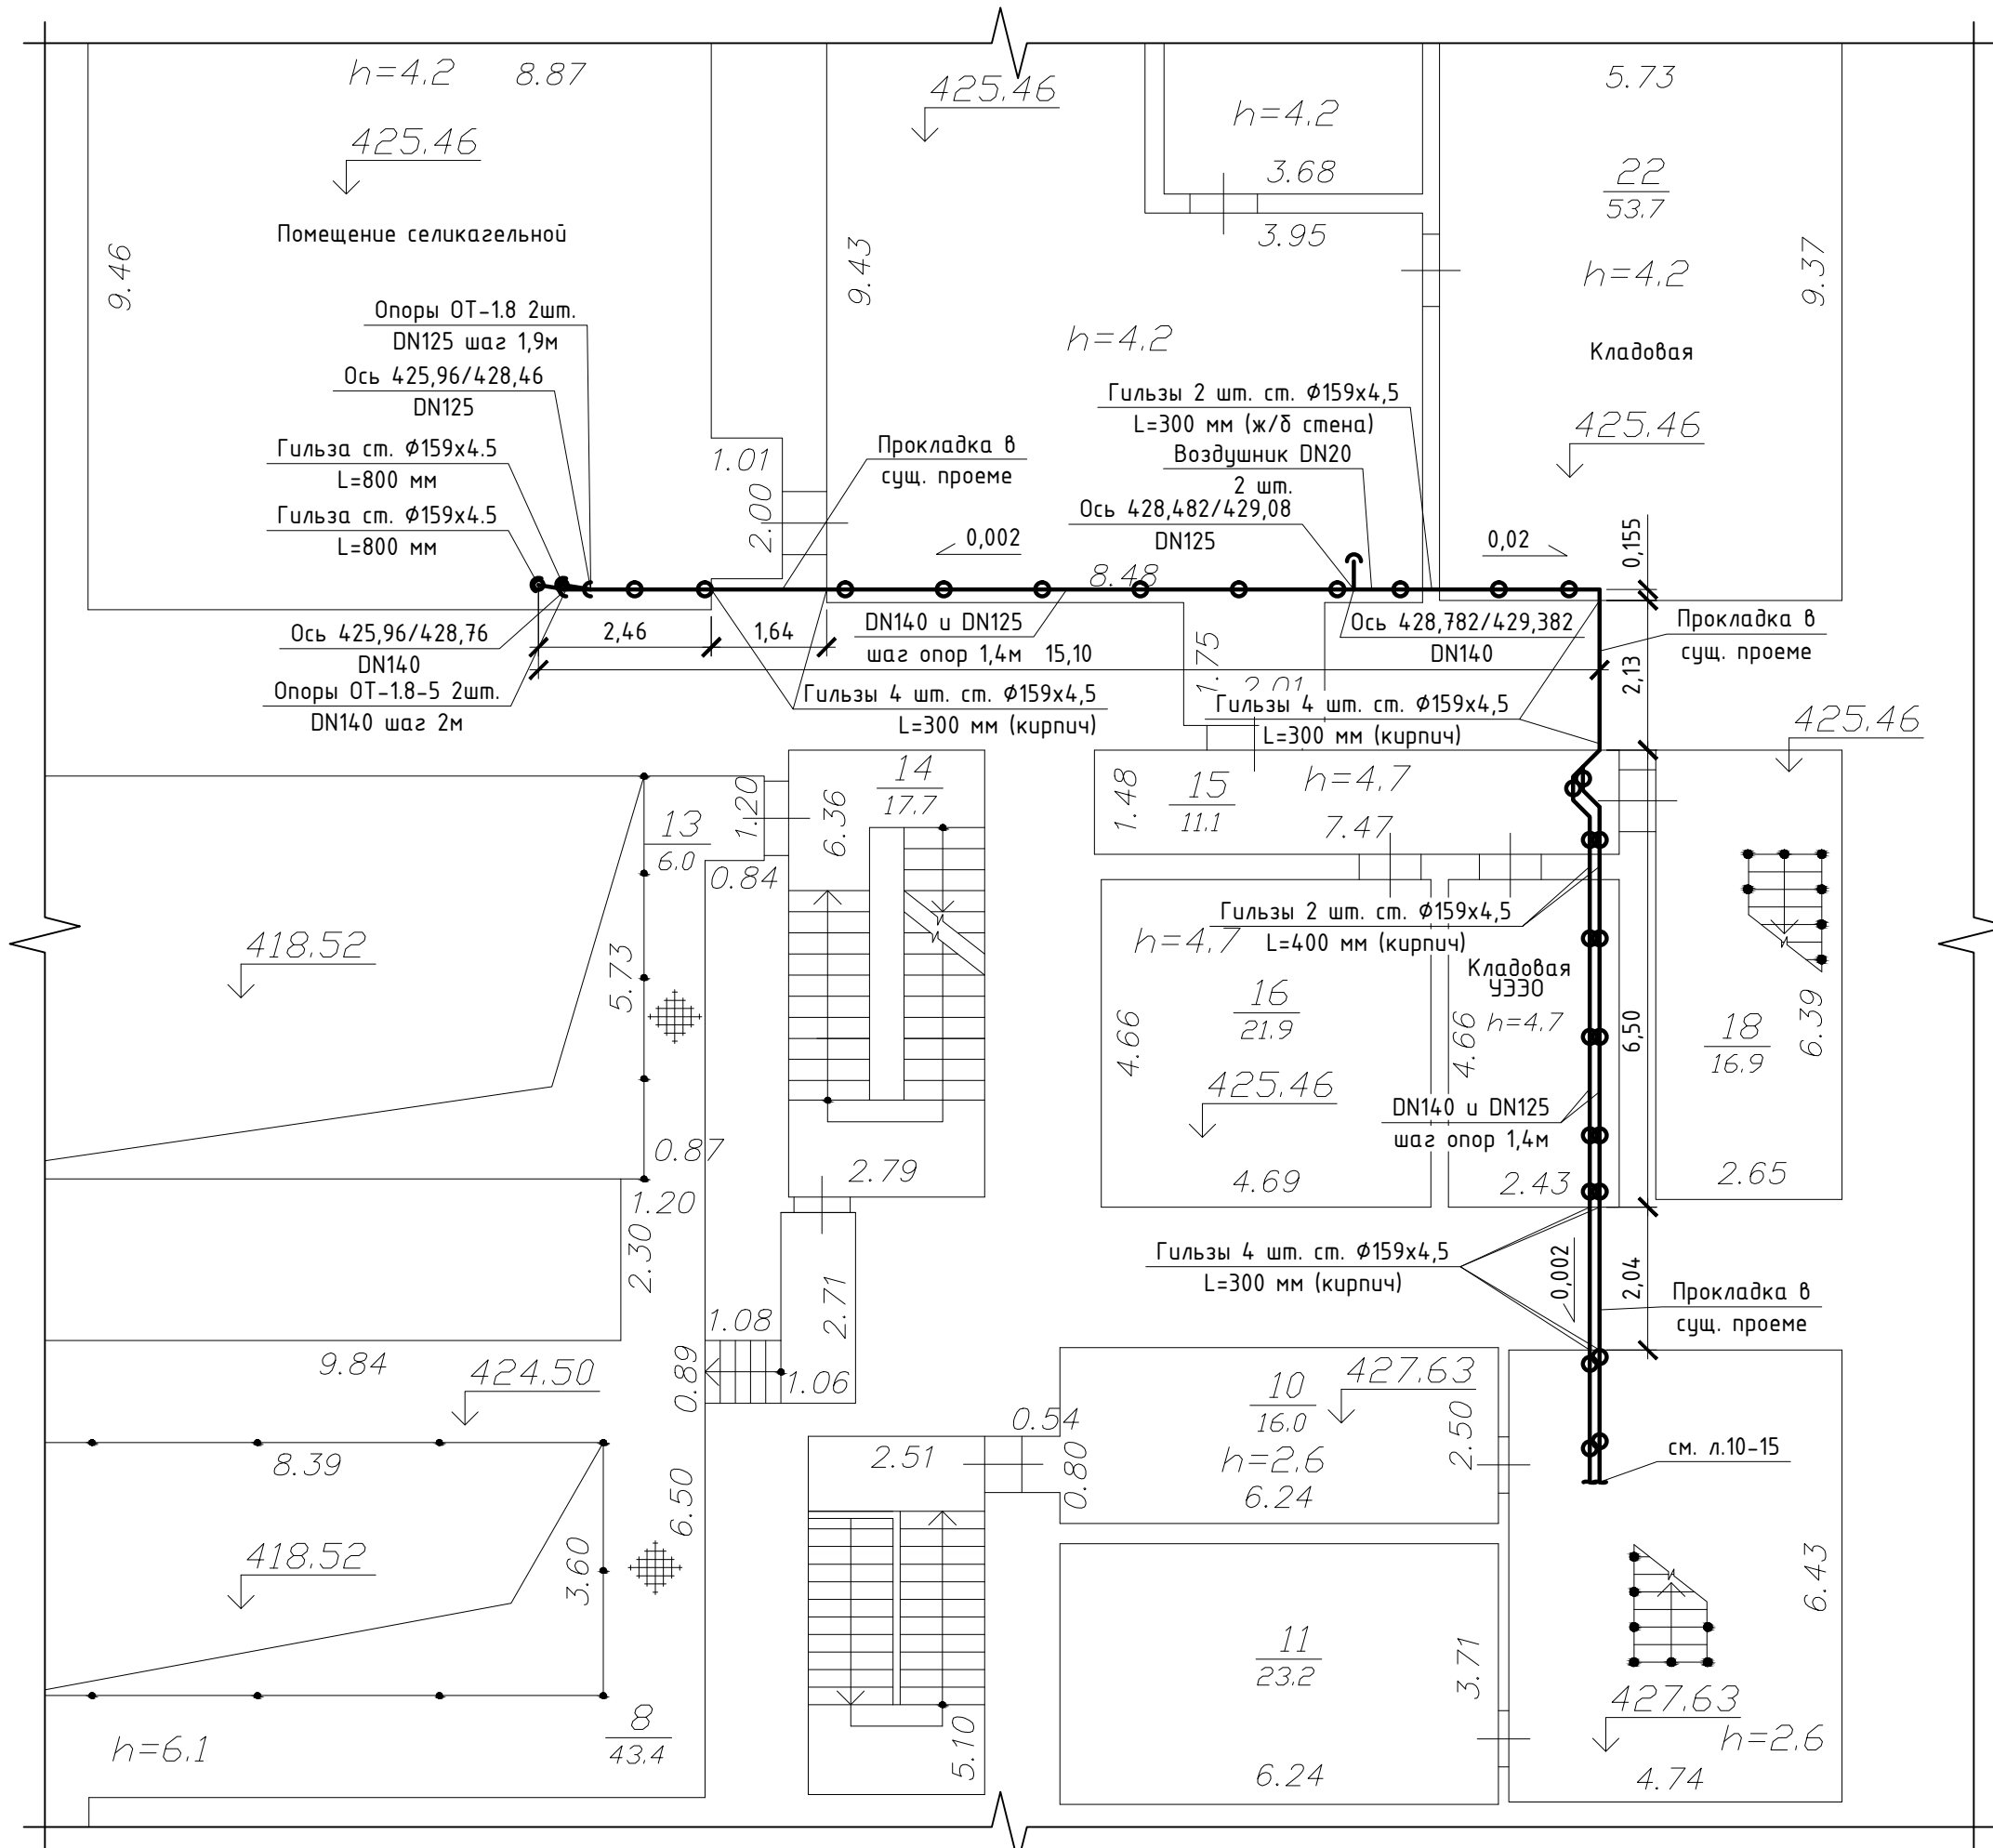 h=4.2
8.87
425.46
Помещение селикагельной
9.46
425.46
h=4.2
3.68
3.95
9.43
h=4.2
5.73
22
53.7
h=4.2
9.37
Кладовая
425.46
Опоры ОТ-1.8 2шт.
DN125 шаг 1,9м
Ось 425,96/428,46
DN125
Гильза ст. Ф159х4.5
L=800 мм
Гильза ст. Ф159х4.5
L=800 мм
Ось 425,96/428,76
DN140
Опоры ОТ-1.8-5 2шт.
DN140 шаг 2м
1.01
2.00
Прокладка в
сущ. проеме
0,002
Гильзы 2 шт. ст. Ф159х4,5
L=300 мм (ж/б стена)
Воздушник DN20
2 шт.
Ось 428,482/429,08
DN125
8.48
0,02
0,155
2,46
1,64
DN140 и DN125
шаг опор 1,4м
15,10
1.75
2.01
Ось 428,782/429,382
DN140
Прокладка в
сущ. проеме
2,13
Гильзы 4 шт. ст. Ф159х4,5
L=300 мм (кирпич)
Гильзы 4 шт. ст. Ф159х4,5
L=300 мм (кирпич)
425.46
14
17.7
6.36
1.20
13
6.0
0.84
1.48
15
11.1
h=4.7
7.47
418.52
5.73
0.87
1.20
2.30
2.79
Гильзы 2 шт. ст. Ф159х4,5
L=400 мм (кирпич)
h=4.7
Кладовая
УЭЗО
h=4.7
16
21.9
4.66
4.66
425.46
4.69
2.43
DN140 и DN125
шаг опор 1,4м
6,50
18
16.9
6.39
2.65
Гильзы 4 шт. ст. Ф159х4,5
L=300 мм (кирпич)
0,002
2,04
Прокладка в
сущ. проеме
2.71
1.08
1.06
0.89
9.84
424.50
8.39
6.50
418.52
3.60
h=6.1
8
43.4
2.51
0.54
0.80
5.10
10
16.0
427.63
h=2.6
6.24
2.50
см. л.10-15
11
23.2
3.71
6.24
6.43
427.63
h=2.6
4.74